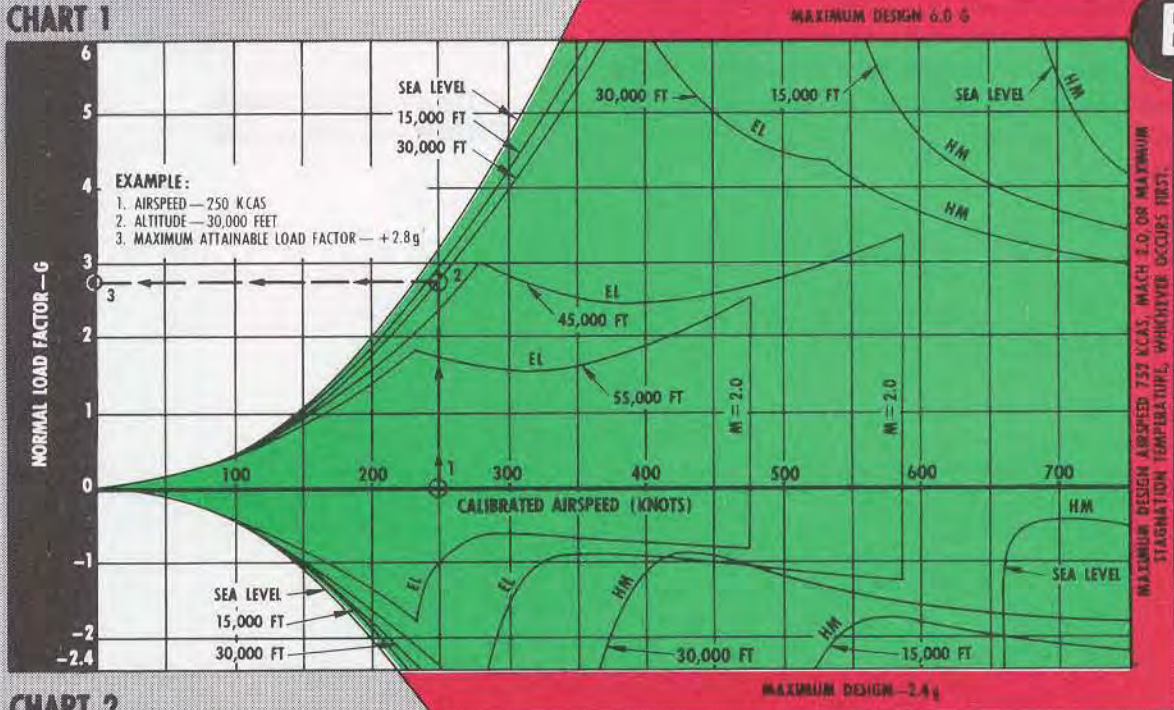 CHART 1
MAXIMUM DESIGN 6.0 G
6
5
4
3
2
1
0
-1
-2
-2.4
NORMAL LOAD FACTOR—G
SEA LEVEL
15,000 FT
30,000 FT
30,000 FT
15,000 FT
SEA LEVEL
HM
EL
HM
HM
EXAMPLE:
1. AIRSPEED — 250 KCAS
2. ALTITUDE — 30,000 FEET
3. MAXIMUM ATTAINABLE LOAD FACTOR — +2.8g
3
2
1
EL
45,000 FT
EL
55,000 FT
M = 2.0
M = 2.0
100
200
300
400
500
600
700
CALIBRATED AIRSPEED (KNOTS)
HM
SEA LEVEL
EL
EL
HM
HM
SEA LEVEL
15,000 FT
30,000 FT
30,000 FT
15,000 FT
MAXIMUM DESIGN AIRSPEED 752 KCAS, MACH 2.0, OR MAXIMUM
STAGNATION TEMPERATURE, WHICHEVER OCCURS FIRST.
MAXIMUM DESIGN —2.4 g
CHART 2